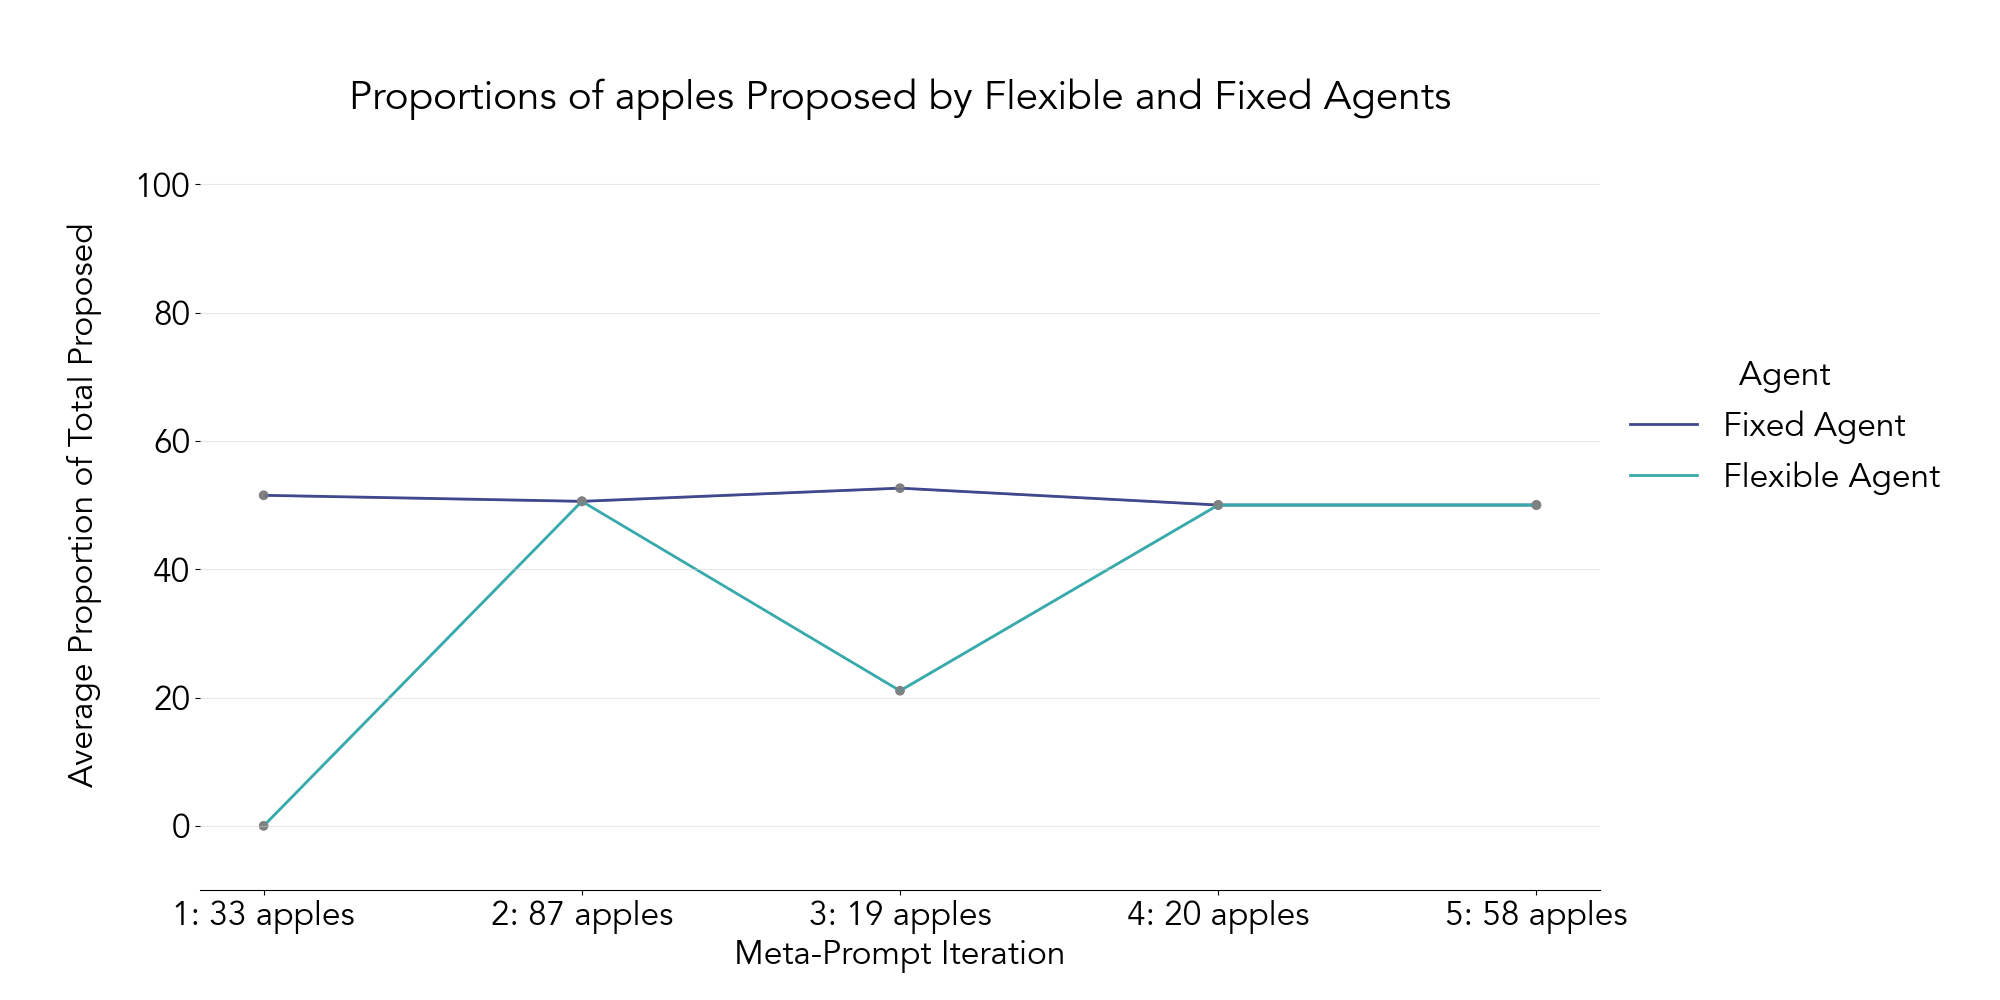 Proportions of apples Proposed by Flexible and Fixed Agents
Average Proportion of Total Proposed
100
80
60
40
20
0
1: 33 apples
2: 87 apples
3: 19 apples
4: 20 apples
5: 58 apples
Meta-Prompt Iteration
Agent
Fixed Agent
Flexible Agent